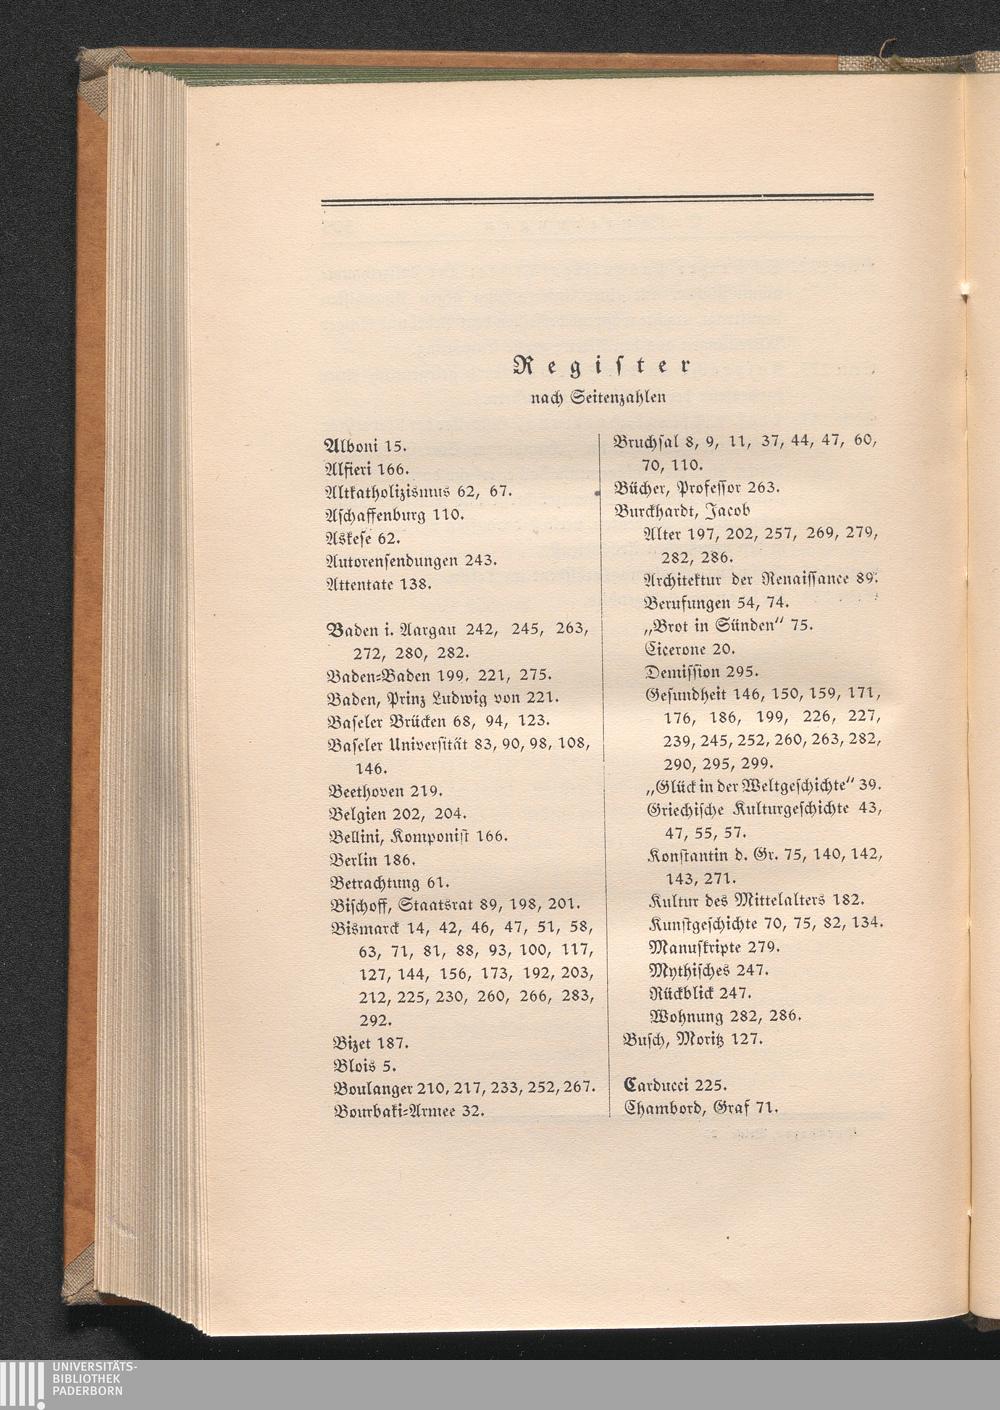 Register
nach Seitenzahlen
Alboni 15.
Alfieri 166.
Altkatholizismus 62, 67.
Aschaffenburg 110.
Askese 62.
Autorensendungen 243.
Attentate 138.
Baden i. Aargau 242, 245, 263,
272, 280, 282.
Baden=Baden 199, 221, 275.
Baden, Prinz Ludwig von 221.
Baseler Brücken 68, 94, 123.
Baseler Universität 83, 90, 98, 108,
146.
Beethoven 219.
Belgien 202, 204.
Bellini, Komponist 166.
Berlin 186.
Betrachtung 61.
Bischoff, Staatsrat 89, 198, 201.
Bismarck 14, 42, 46, 47, 51, 58,
63, 71, 81, 88, 93, 100, 117,
127, 144, 156, 173, 192, 203,
212, 225, 230, 260, 266, 283,
292.
Bizet 187.
Blois 5.
Boulanger 210, 217, 233, 252, 267.
Bourbaki=Armee 32.
Bruchsal 8, 9, 11, 37, 44, 47, 60,
70, 110.
Bücher, Professor 263.
Burckhardt, Jacob
Alter 197, 202, 257, 269, 279,
282, 286.
Architektur der Renaissance 89.
Berufungen 54, 74.
„Brot in Sünden“ 75.
Cicerone 20.
Demission 295.
Gesundheit 146, 150, 159, 171,
176, 186, 199, 226, 227,
239, 245, 252, 260, 263, 282,
290, 295, 299.
„Glück in der Weltgeschichte“ 39.
Griechische Kulturgeschichte 43,
47, 55, 57.
Konstantin d. Gr. 75, 140, 142,
143, 271.
Kultur des Mittelalters 182.
Kunstgeschichte 70, 75, 82, 134.
Manuskripte 279.
Mythisches 247.
Rückblick 247.
Wohnung 282, 286.
Busch, Moritz 127.
Carducci 225.
Chambord, Graf 71.
UNIVERSITÄTS-
BIBLIOTHEK
PADERBORN